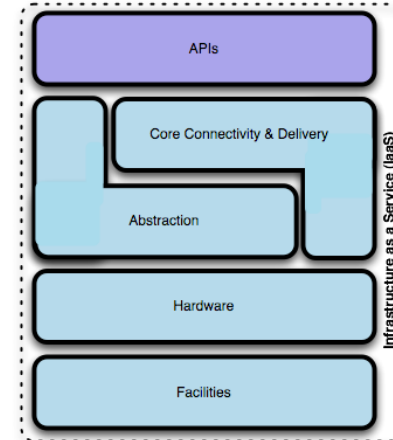 APIs
Core Connectivity & Delivery
Abstraction
Hardware
Facilities
Infrastructure as a Service (IaaS)